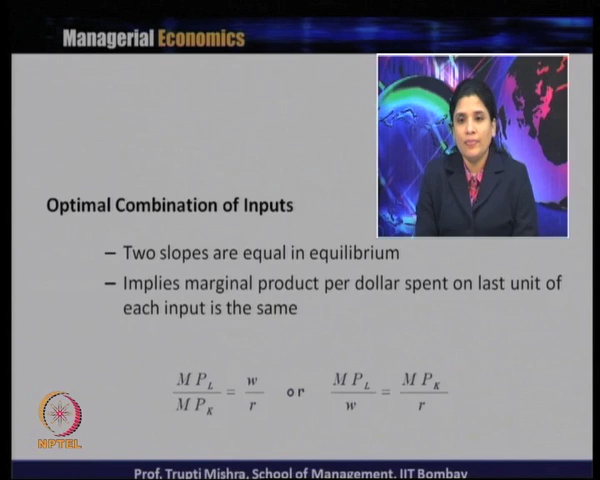 Managerial Economics
Optimal Combination of Inputs
– Two slopes are equal in equilibrium
– Implies marginal product per dollar spent on last unit of
each input is the same
MP_L / MP_K = w / r or MP_L / w = MP_K / r
NPTEL
Prof. Trupti Mishra, School of Management, IIT Bombay